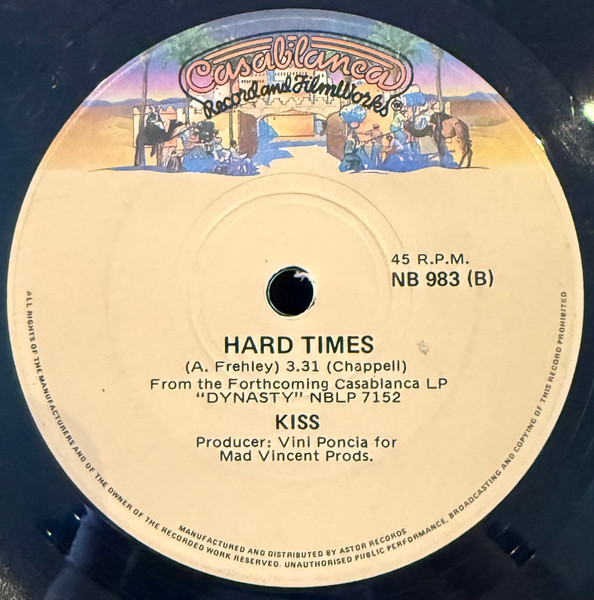 Casablanca
Record and FilmWorks ®
45 R.P.M.
NB 983 (B)
HARD TIMES
(A. Frehley) 3.31 (Chappell)
From the Forthcoming Casablanca LP
"DYNASTY" NBLP 7152
KISS
Producer: Vini Poncia for
Mad Vincent Prods.
ALL RIGHTS OF THE MANUFACTURERS AND OF THE OWNER OF THE RECORDED WORK RESERVED. UNAUTHORISED PUBLIC PERFORMANCE, BROADCASTING AND COPYING OF THIS RECORD PROHIBITED
MANUFACTURED AND DISTRIBUTED BY ASTOR RECORDS